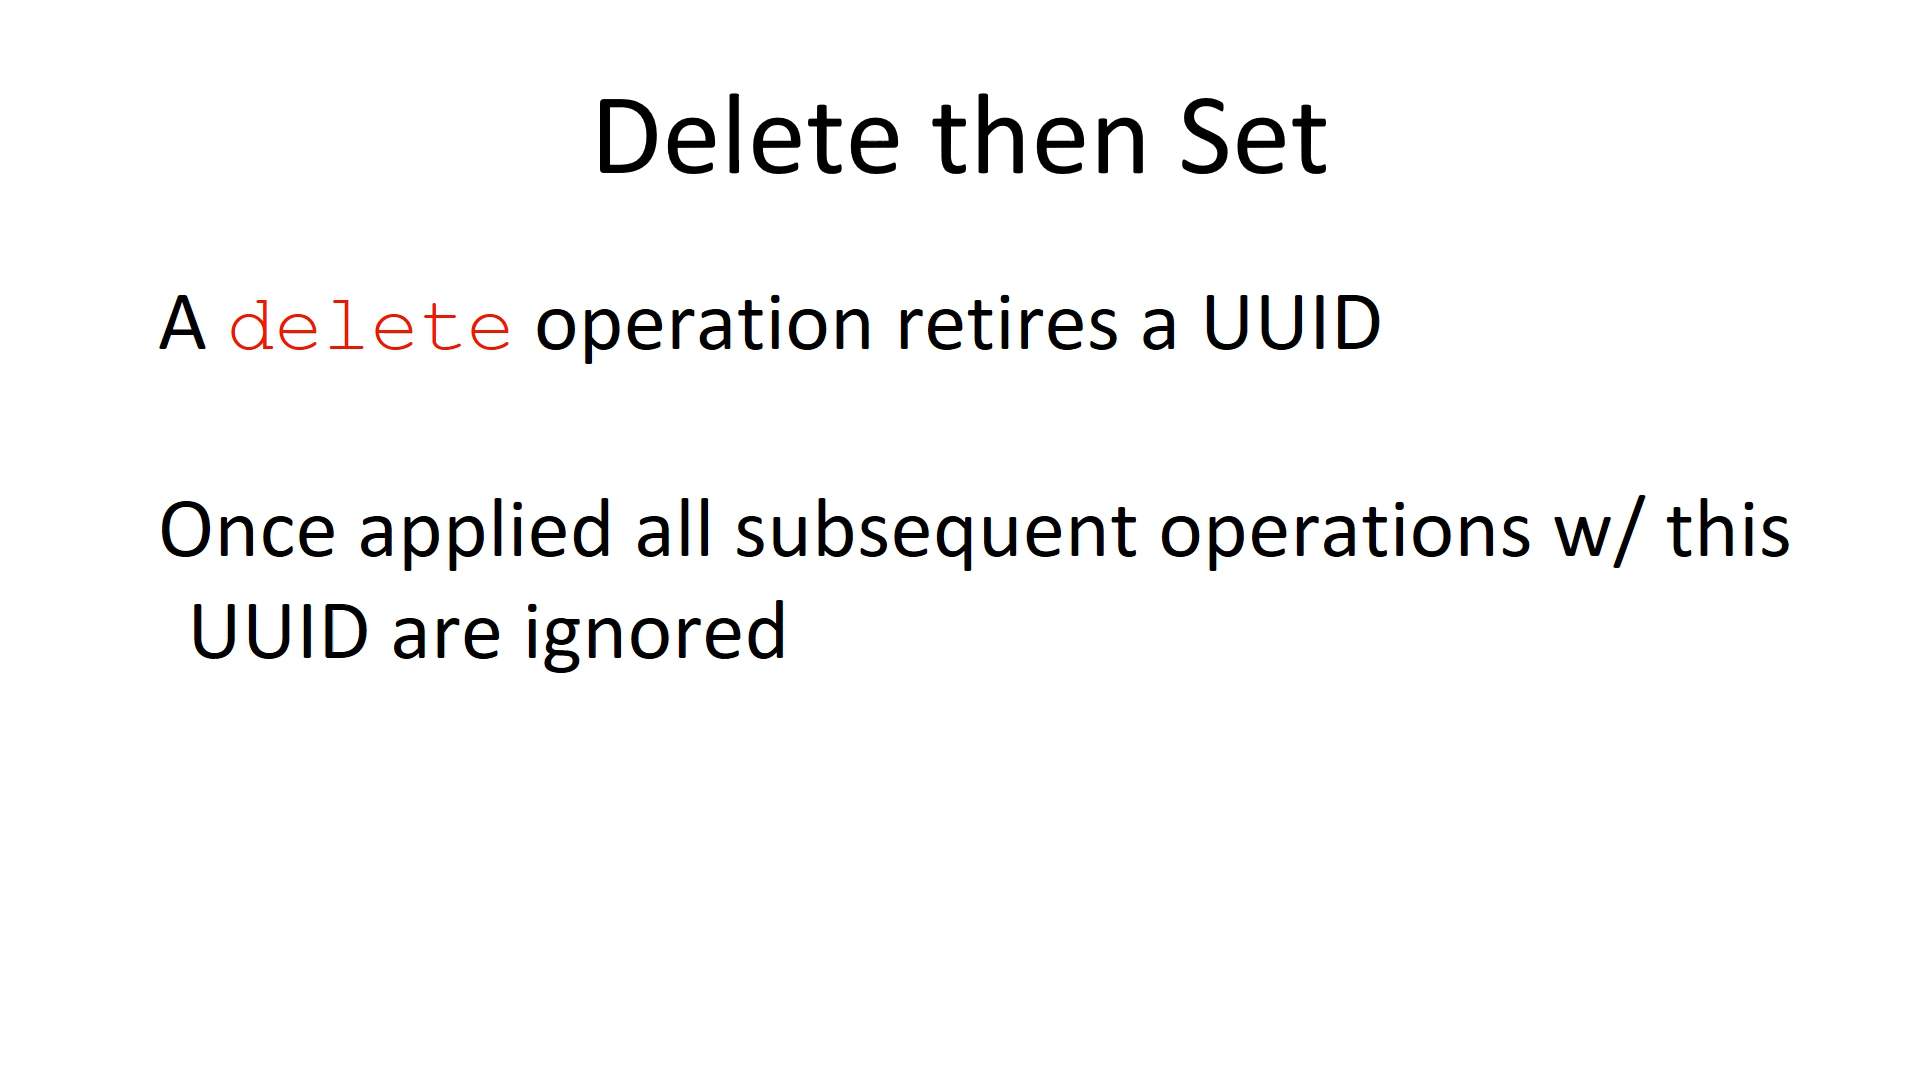 Delete then Set
A delete operation retires a UUID
Once applied all subsequent operations w/ this
UUID are ignored